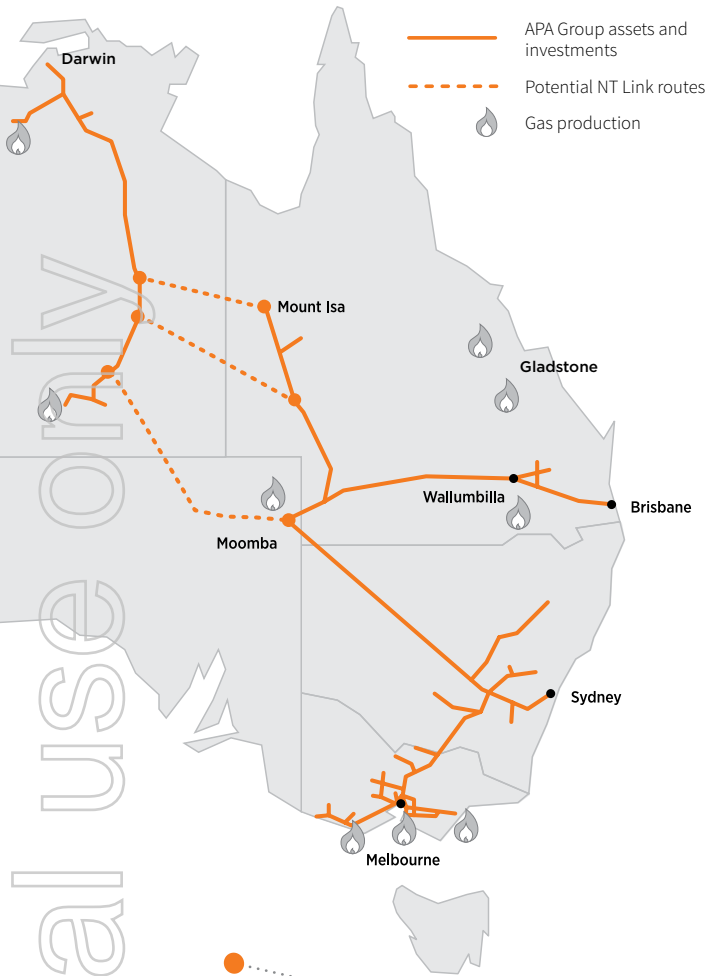 APA Group assets and
investments
Potential NT Link routes
Gas production
Darwin
Mount Isa
Gladstone
Wallumbilla
Brisbane
Moomba
Sydney
Melbourne
al use only